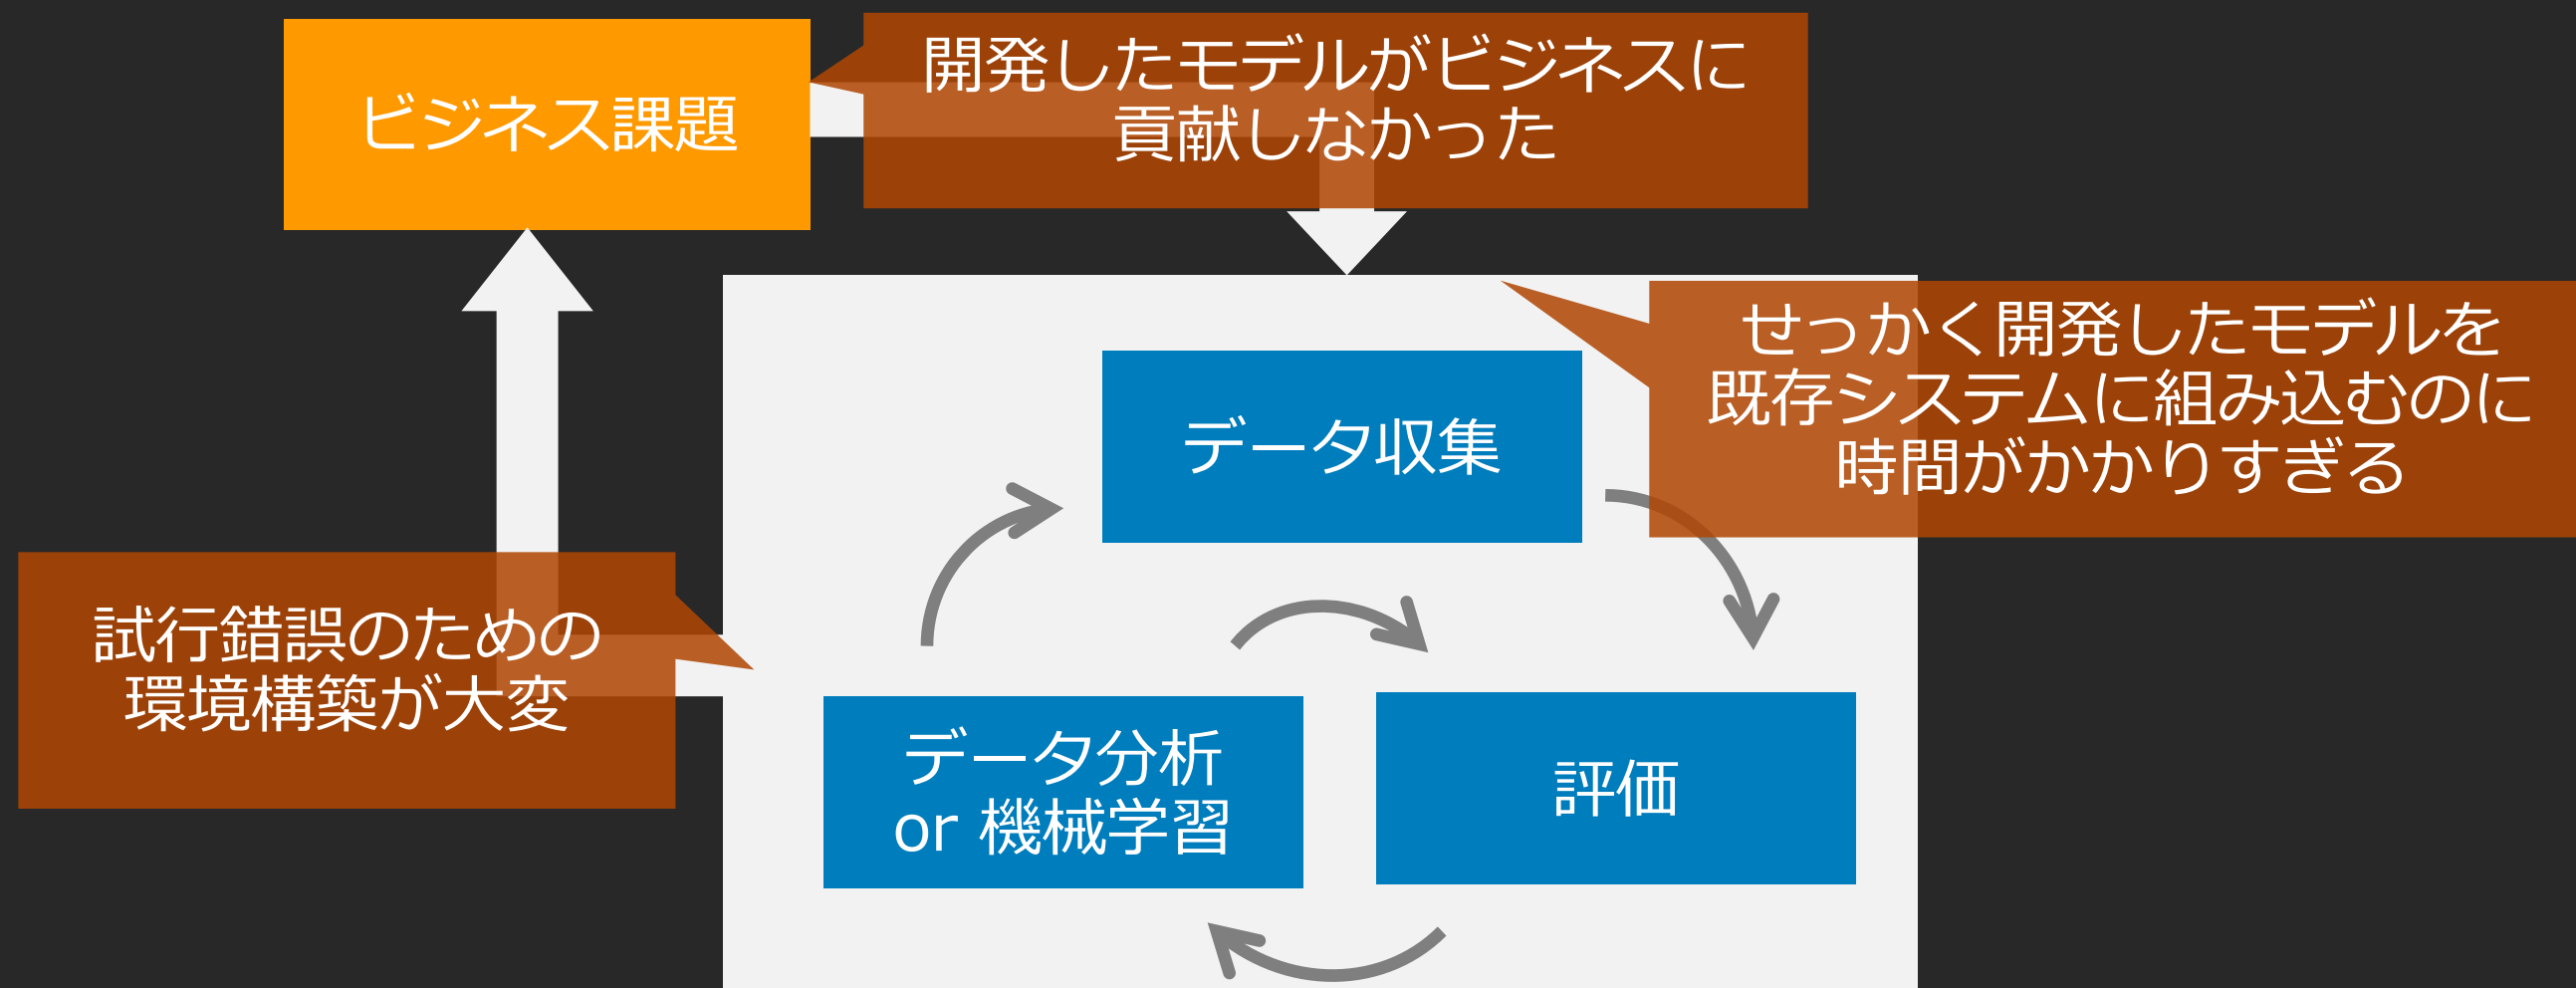 ビジネス課題
開発したモデルがビジネスに
貢献しなかった
せっかく開発したモデルを
既存システムに組み込むのに
時間がかかりすぎる
データ収集
試行錯誤のための
環境構築が大変
データ分析
or 機械学習
評価